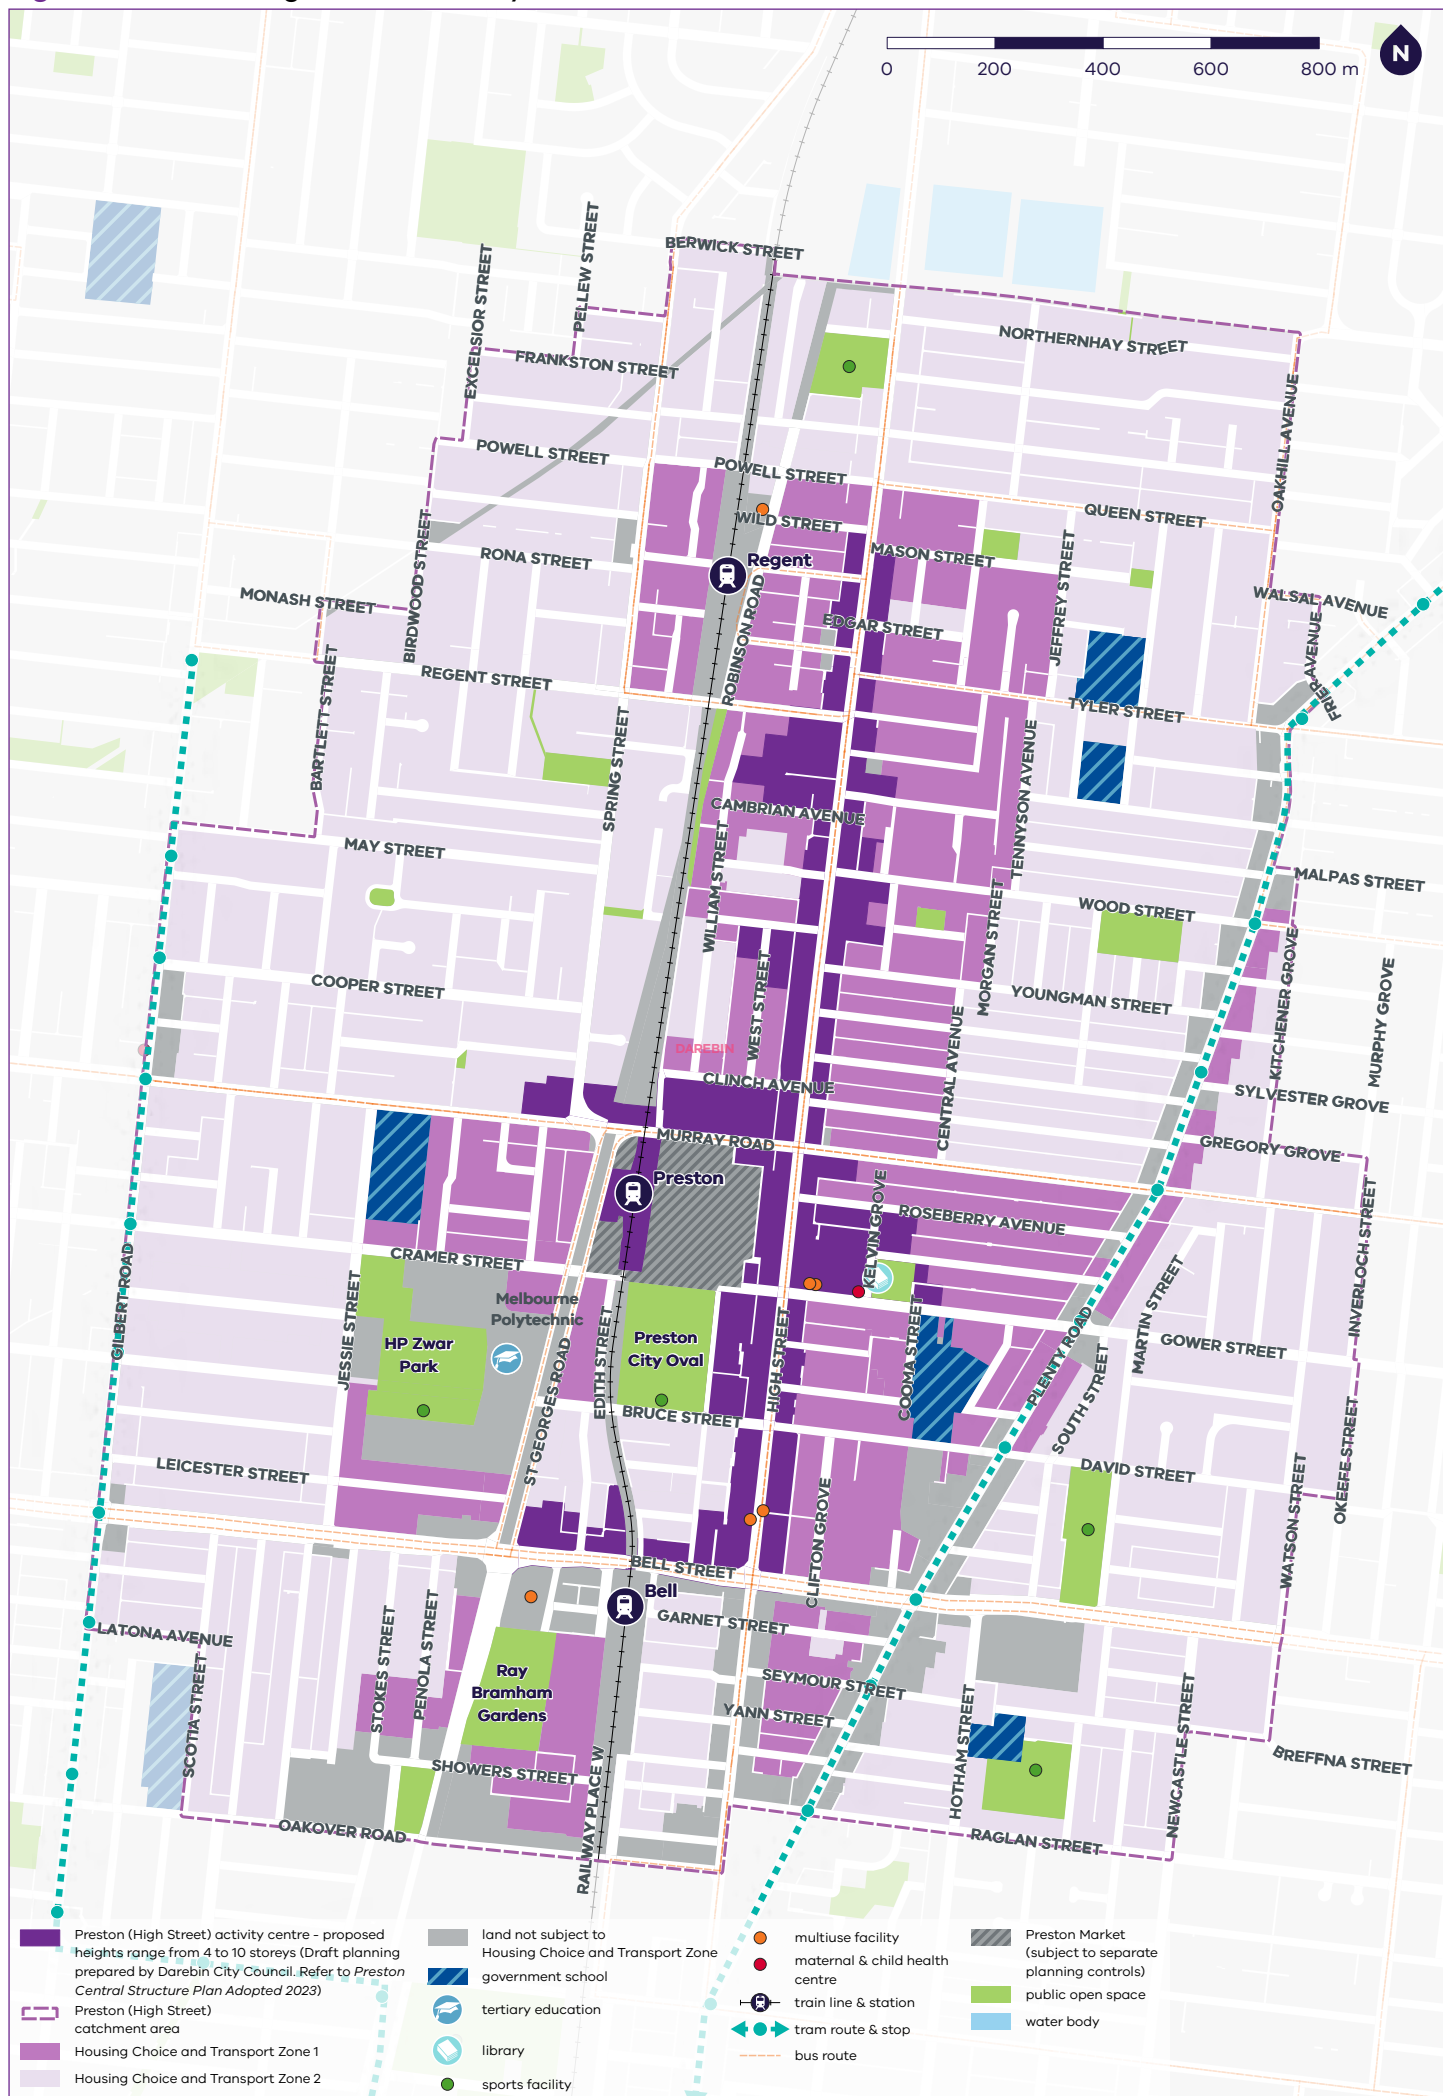 0 200 400 600 800 m
N
BERWICK STREET
PELLEW STREET
EXCELSIOR STREET
NORTHERNHAY STREET
FRANKSTON STREET
OAKHILL AVENUE
POWELL STREET
POWELL STREET
QUEEN STREET
WILD STREET
MASON STREET
RONA STREET
Regent
JEFFREY STREET
BIRDWOOD STREET
MONASH STREET
WALSAL AVENUE
ROBINSON ROAD
EDGAR STREET
FRIER AVENUE
REGENT STREET
BARTLETT STREET
TYLER STREET
SPRING STREET
TENNYSON AVENUE
CAMBRIAN AVENUE
MAY STREET
WILLIAM STREET
MALPAS STREET
WOOD STREET
MORGAN STREET
KITCHENER GROVE
MURPHY GROVE
COOPER STREET
WEST STREET
YOUNGMAN STREET
DAREBIN
CENTRAL AVENUE
CLINCH AVENUE
SYLVESTER GROVE
MURRAY ROAD
GREGORY GROVE
Preston
KELVIN GROVE
ROSEBERRY AVENUE
INVERLOCH STREET
GILBERT ROAD
CRAMER STREET
JESSIE STREET
Melbourne
Polytechnic
HP Zwar
Park
Preston
City Oval
EDITH STREET
ST GEORGES ROAD
HIGH STREET
COOMA STREET
PLENTY ROAD
MARTIN STREET
GOWER STREET
SOUTH STREET
BRUCE STREET
OKEEFE STREET
LEICESTER STREET
DAVID STREET
WATSON STREET
CLIFTON GROVE
BELL STREET
Bell
GARNET STREET
LATONA AVENUE
STOKES STREET
PENOLA STREET
SCOTIA STREET
Ray
Bramham
Gardens
SEYMOUR STREET
YANN STREET
HOTHAM STREET
NEWCASTLE STREET
BREFFNA STREET
SHOWERS STREET
RAILWAY PLACE W
OAKOVER ROAD
RAGLAN STREET
Preston (High Street) activity centre - proposed
heights range from 4 to 10 storeys (Draft planning
prepared by Darebin City Council. Refer to Preston
Central Structure Plan Adopted 2023)
Preston (High Street)
catchment area
Housing Choice and Transport Zone 1
Housing Choice and Transport Zone 2
land not subject to
Housing Choice and Transport Zone
government school
tertiary education
library
sports facility
multiuse facility
maternal & child health
centre
train line & station
tram route & stop
bus route
Preston Market
(subject to separate
planning controls)
public open space
water body